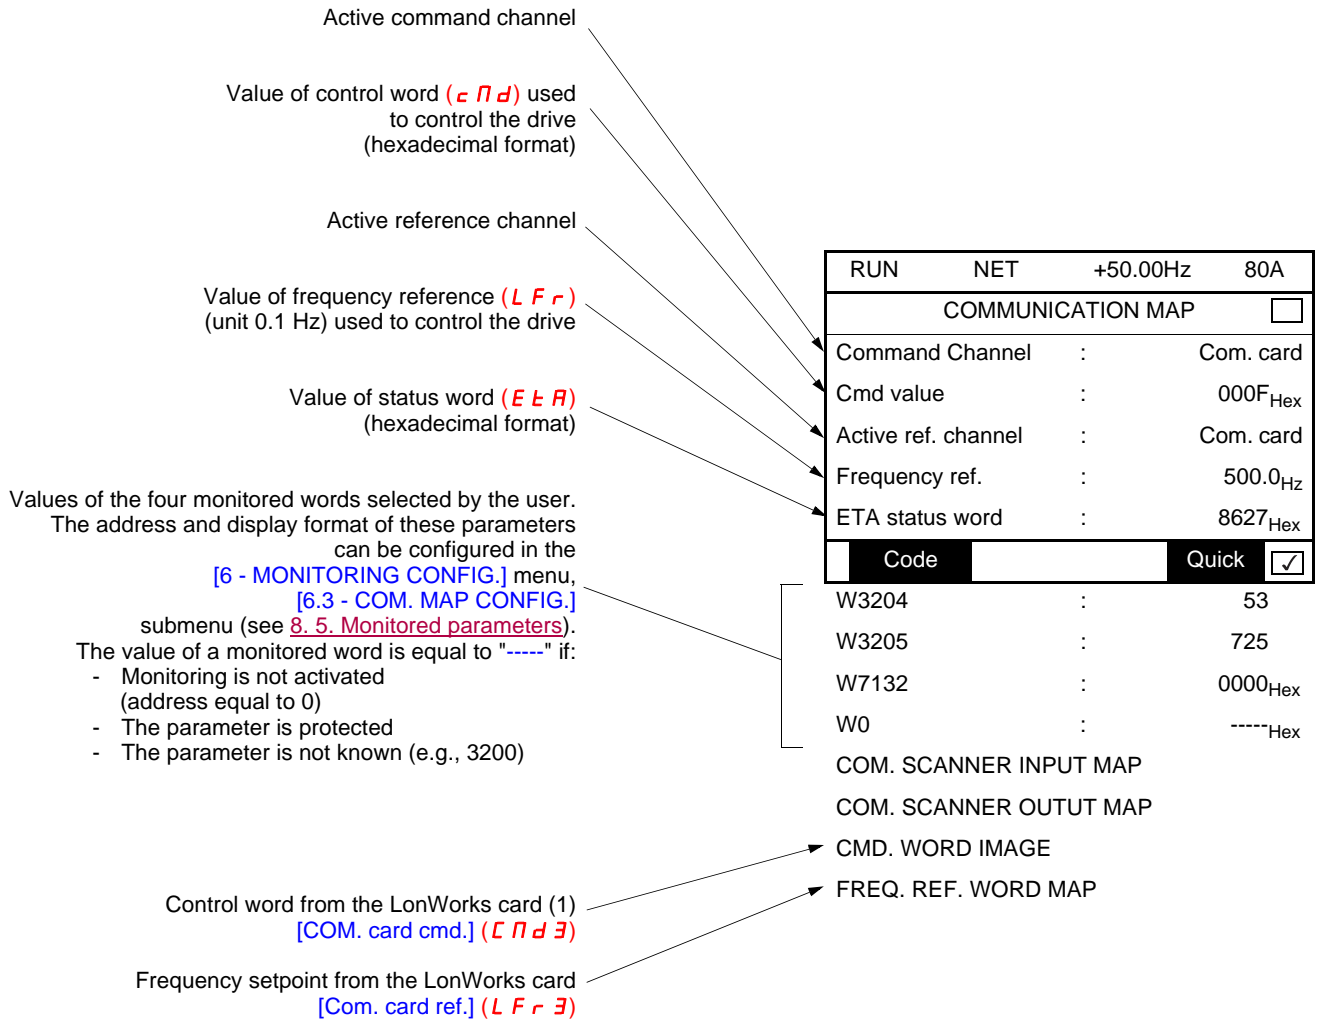 Active command channel
Value of control word (cMd) used
to control the drive
(hexadecimal format)
Active reference channel
Value of frequency reference (LFr)
(unit 0.1 Hz) used to control the drive
Value of status word (EtA)
(hexadecimal format)
Values of the four monitored words selected by the user.
The address and display format of these parameters
can be configured in the
[6 - MONITORING CONFIG.] menu,
[6.3 - COM. MAP CONFIG.]
submenu (see 8. 5. Monitored parameters).
The value of a monitored word is equal to "-----" if:
- Monitoring is not activated
(address equal to 0)
- The parameter is protected
- The parameter is not known (e.g., 3200)
Control word from the LonWorks card (1)
[COM. card cmd.] (CMd3)
Frequency setpoint from the LonWorks card
[Com. card ref.] (LFr3)
RUN NET +50.00Hz 80A
COMMUNICATION MAP
Command Channel : Com. card
Cmd value : 000FHex
Active ref. channel : Com. card
Frequency ref. : 500.0Hz
ETA status word : 8627Hex
Code Quick ✓
W3204 : 53
W3205 : 725
W7132 : 0000Hex
W0 : -----Hex
COM. SCANNER INPUT MAP
COM. SCANNER OUTUT MAP
CMD. WORD IMAGE
FREQ. REF. WORD MAP